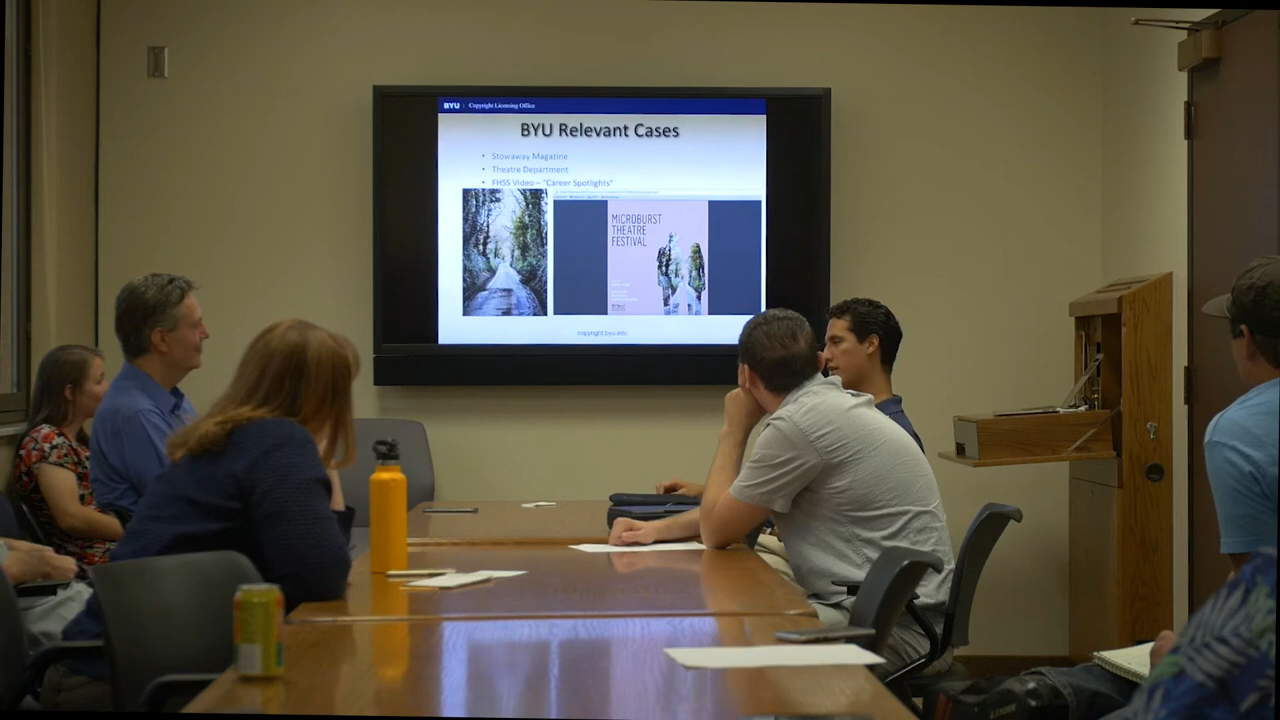 BYU | Copyright Licensing Office
BYU Relevant Cases
• Stowaway Magazine
• Theatre Department
• FHSS Video – "Career Spotlights"
MICROBURST
THEATRE
FESTIVAL
copyright.byu.edu